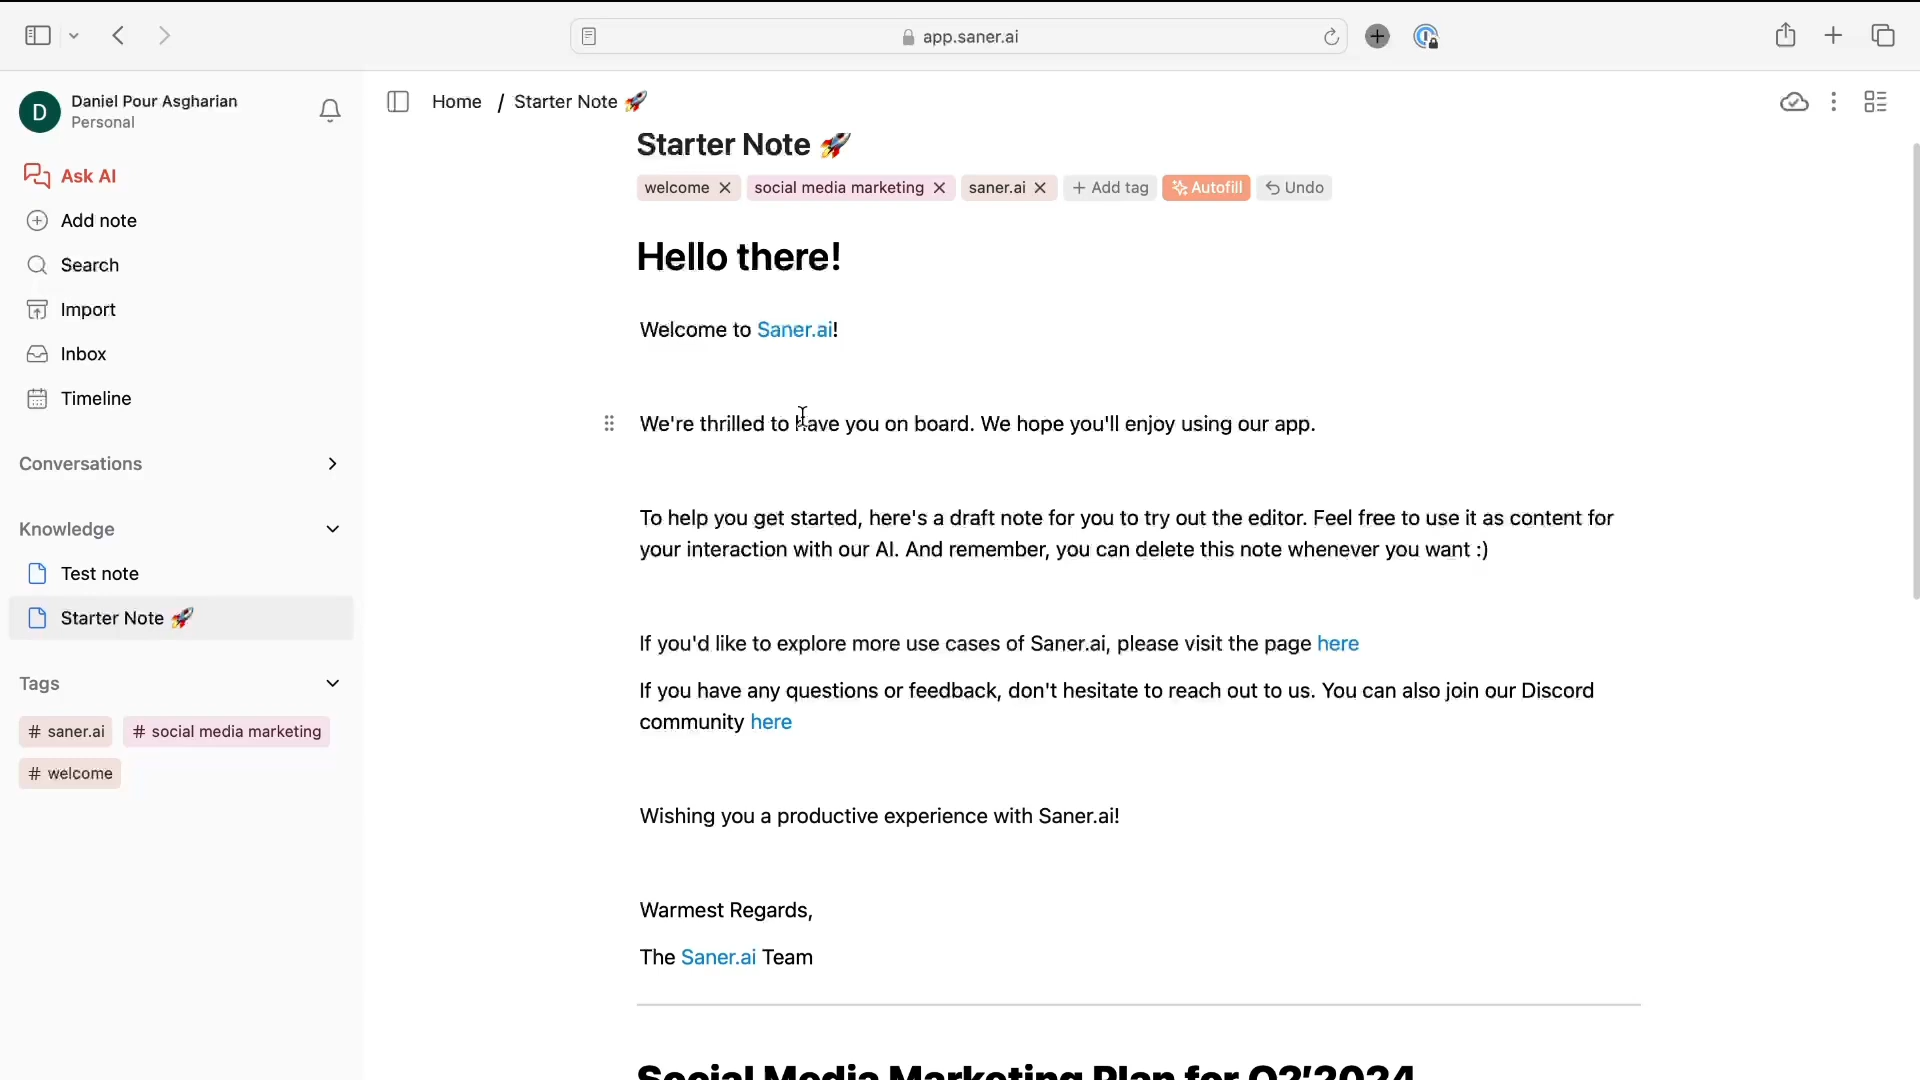 app.saner.ai
D
Daniel Pour Asgharian
Personal
Ask AI
Add note
Search
Import
Inbox
Timeline
Conversations
Knowledge
Test note
Starter Note 🚀
Tags
# saner.ai
# social media marketing
# welcome
Home / Starter Note 🚀
Starter Note 🚀
welcome ✕ social media marketing ✕ saner.ai ✕ + Add tag Autofill Undo
Hello there!
Welcome to Saner.ai!
We're thrilled to have you on board. We hope you'll enjoy using our app.
To help you get started, here's a draft note for you to try out the editor. Feel free to use it as content for
your interaction with our AI. And remember, you can delete this note whenever you want :)
If you'd like to explore more use cases of Saner.ai, please visit the page here
If you have any questions or feedback, don't hesitate to reach out to us. You can also join our Discord
community here
Wishing you a productive experience with Saner.ai!
Warmest Regards,
The Saner.ai Team
Social Media Marketing Plan for Q2'2024